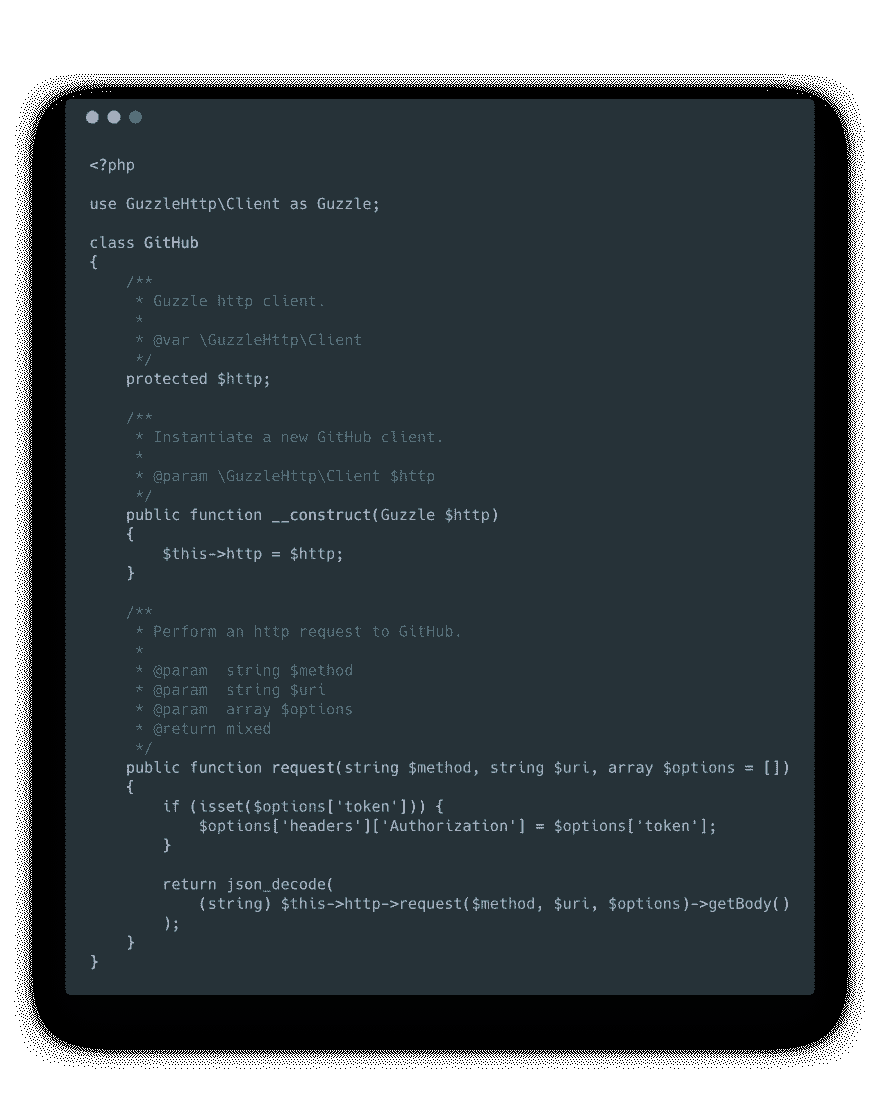 <?php
use GuzzleHttp\Client as Guzzle;
class GitHub
{
/**
* Guzzle http client.
*
* @var \GuzzleHttp\Client
*/
protected $http;
/**
* Instantiate a new GitHub client.
*
* @param \GuzzleHttp\Client $http
*/
public function __construct(Guzzle $http)
{
$this->http = $http;
}
/**
* Perform an http request to GitHub.
*
* @param  string $method
* @param  string $uri
* @param  array $options
* @return mixed
*/
public function request(string $method, string $uri, array $options = [])
{
if (isset($options['token'])) {
$options['headers']['Authorization'] = $options['token'];
}
return json_decode(
(string) $this->http->request($method, $uri, $options)->getBody()
);
}
}